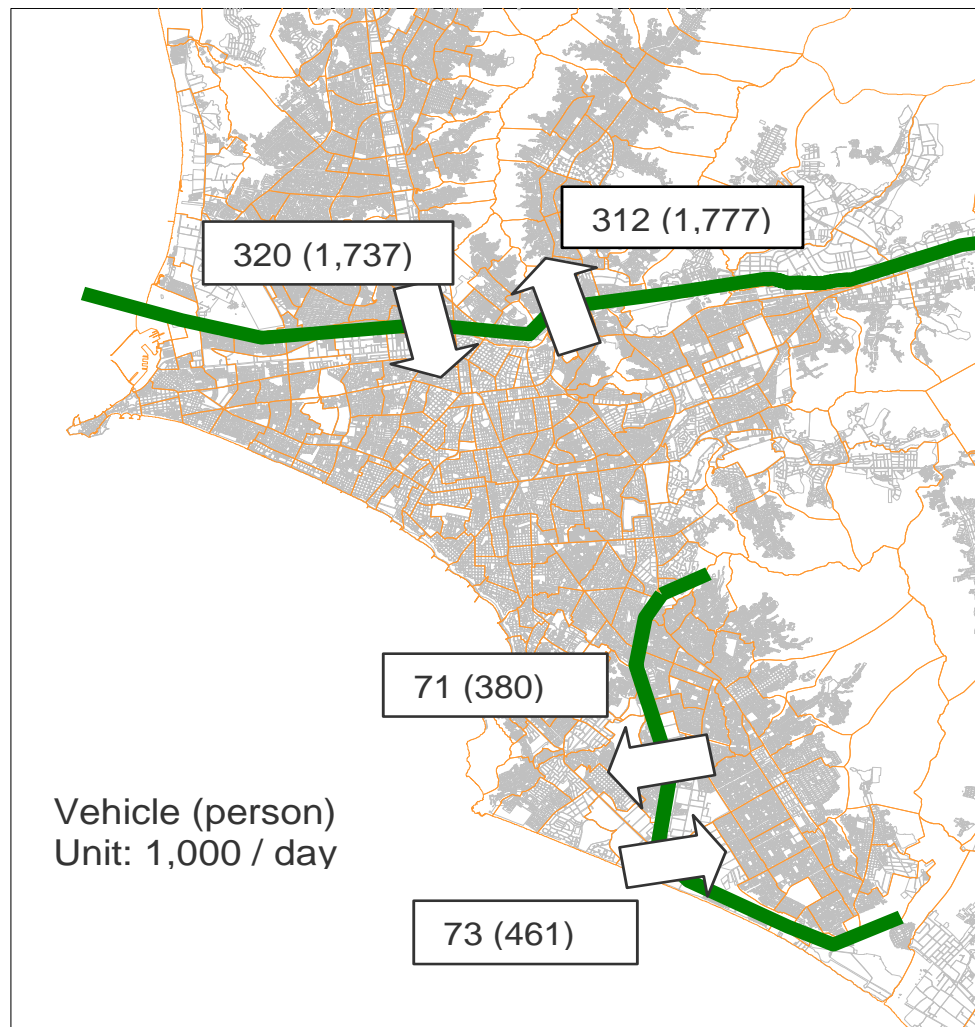 312 (1,777)
320 (1,737)
71 (380)
Vehicle (person)
Unit: 1,000 / day
73 (461)